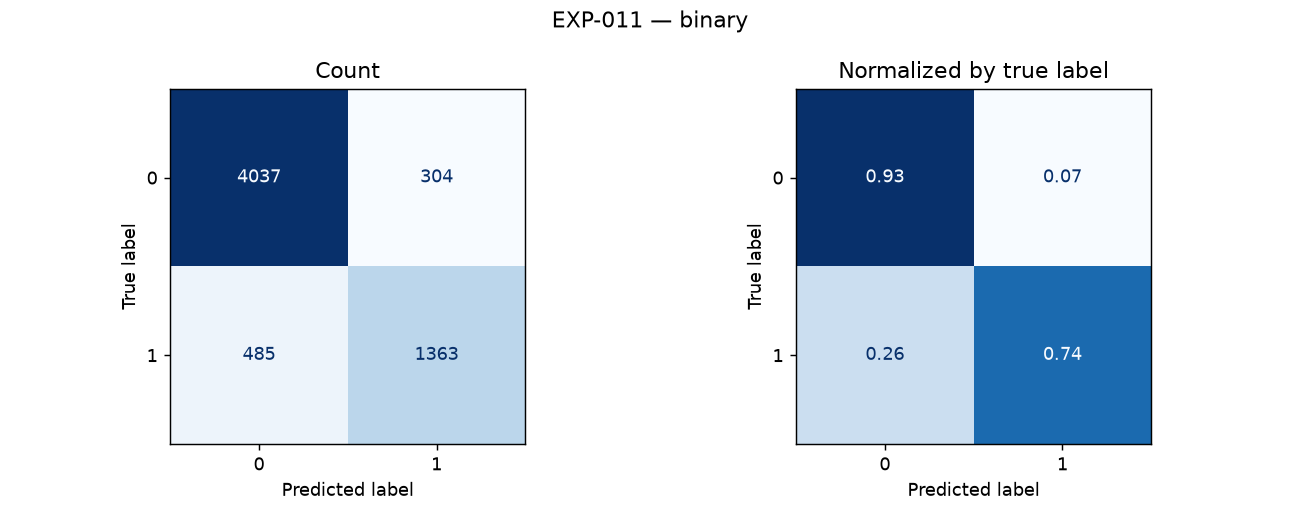 EXP-011 — binary
Count
4037 304
485 1363
0
1
True label
0 1
Predicted label
Normalized by true label
0.93 0.07
0.26 0.74
0
1
True label
0 1
Predicted label